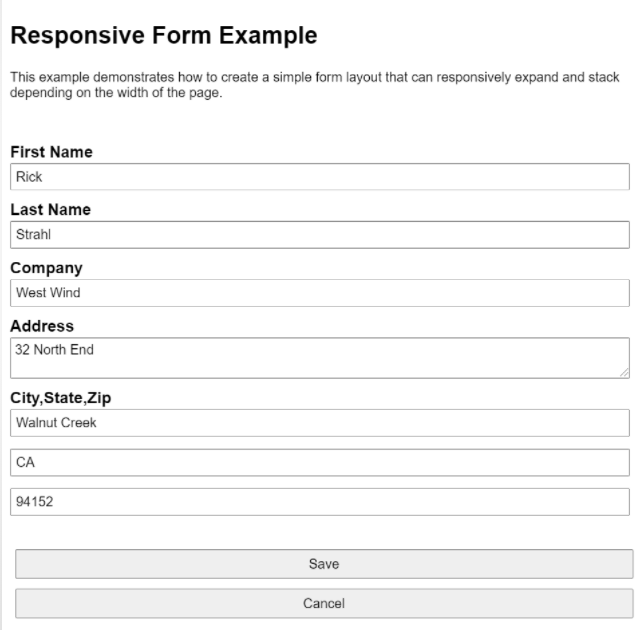 Responsive Form Example
This example demonstrates how to create a simple form layout that can responsively expand and stack
depending on the width of the page.
First Name
Rick
Last Name
Strahl
Company
West Wind
Address
32 North End
City,State,Zip
Walnut Creek
CA
94152
Save
Cancel